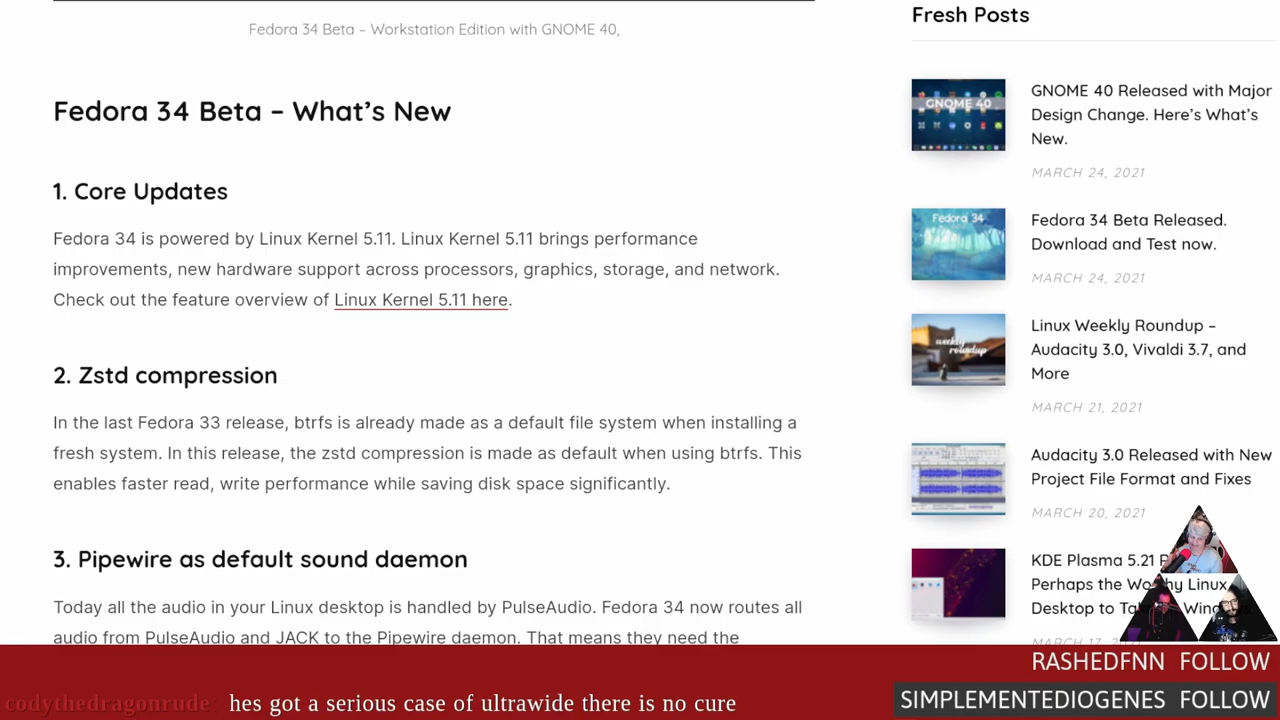 Fedora 34 Beta – Workstation Edition with GNOME 40,
Fedora 34 Beta – What's New
1. Core Updates
Fedora 34 is powered by Linux Kernel 5.11. Linux Kernel 5.11 brings performance
improvements, new hardware support across processors, graphics, storage, and network.
Check out the feature overview of Linux Kernel 5.11 here.
2. Zstd compression
In the last Fedora 33 release, btrfs is already made as a default file system when installing a
fresh system. In this release, the zstd compression is made as default when using btrfs. This
enables faster read, write performance while saving disk space significantly.
3. Pipewire as default sound daemon
Today all the audio in your Linux desktop is handled by PulseAudio. Fedora 34 now routes all
audio from PulseAudio and JACK to the Pipewire daemon. That means they need the
Fresh Posts
GNOME 40
GNOME 40 Released with Major
Design Change. Here's What's
New.
MARCH 24, 2021
Fedora 34
Fedora 34 Beta Released.
Download and Test now.
MARCH 24, 2021
weekly
roundup
Linux Weekly Roundup –
Audacity 3.0, Vivaldi 3.7, and
More
MARCH 21, 2021
Audacity 3.0 Released with New
Project File Format and Fixes
MARCH 20, 2021
KDE Plasma 5.21
Perhaps the Linux
Desktop to
MARCH 17,
RASHEDFNN FOLLOW
SIMPLEMENTEDIOGENES FOLLOW
codythedragonrude hes got a serious case of ultrawide there is no cure